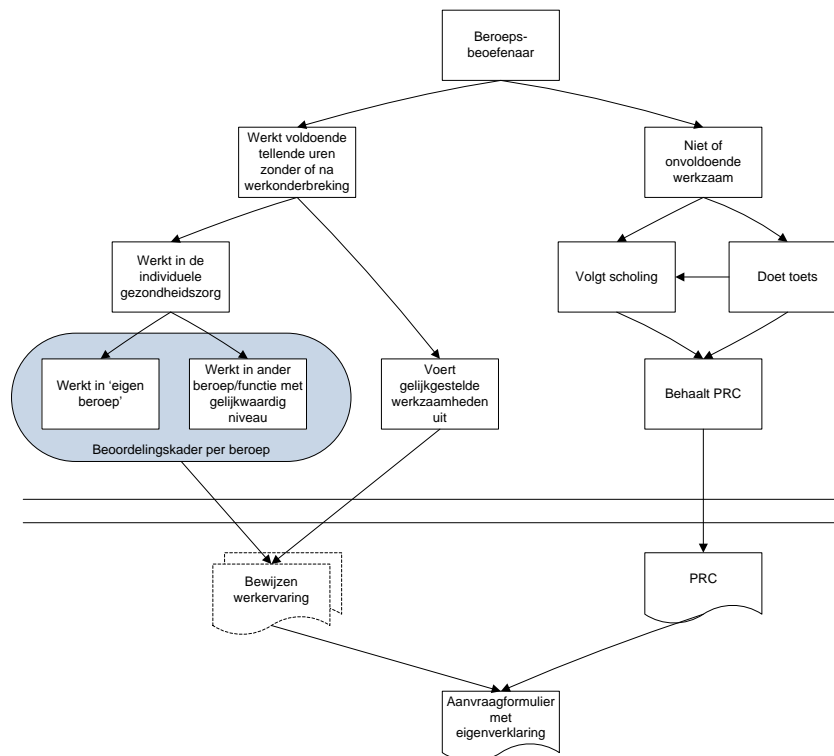 Beroeps-
beoefenaar
Werkt voldoende
tellende uren
zonder of na
werkonderbreking
Niet of
onvoldoende
werkzaam
Werkt in de
individuele
gezondheidszorg
Volgt scholing
Doet toets
Werkt in ‘eigen
beroep’
Werkt in ander
beroep/functie met
gelijkwaardig
niveau
Voert
gelijkgestelde
werkzaamheden
uit
Behaalt PRC
Beoordelingskader per beroep
Bewijzen
werkervaring
PRC
Aanvraagformulier
met
eigenverklaring